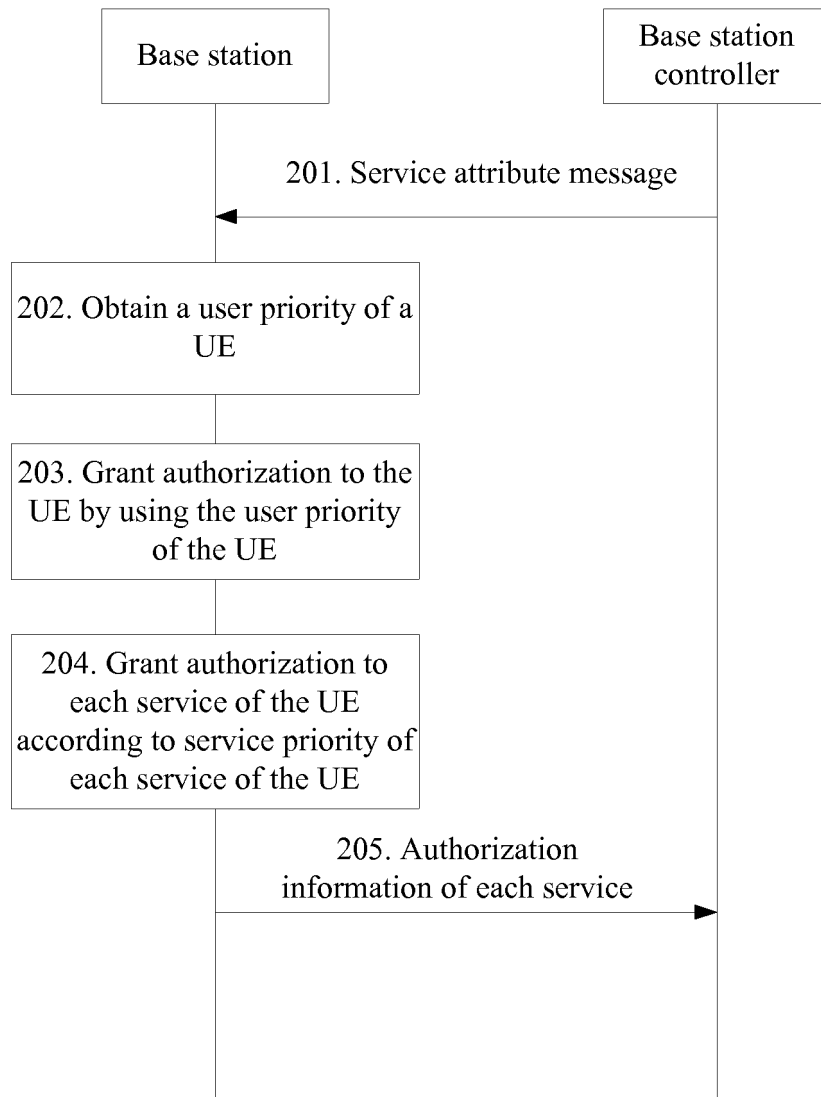 Base station
Base station
controller
201. Service attribute message
202. Obtain a user priority of a
UE
203. Grant authorization to the
UE by using the user priority
of the UE
204. Grant authorization to
each service of the UE
according to service priority of
each service of the UE
205. Authorization
information of each service